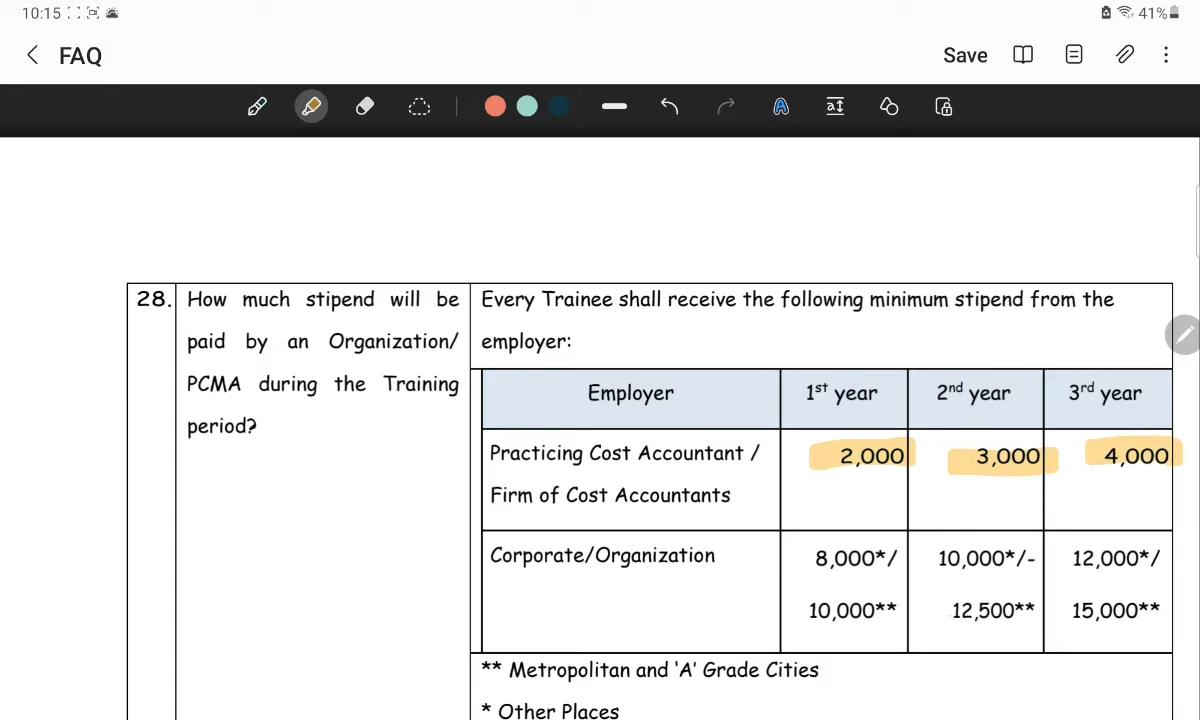 10:15 41%
FAQ Save
28. How much stipend will be paid by an Organization/ PCMA during the Training period?
Every Trainee shall receive the following minimum stipend from the
employer:
Employer 1st year 2nd year 3rd year
Practicing Cost Accountant / 2,000 3,000 4,000
Firm of Cost Accountants
Corporate/Organization 8,000*/ 10,000*/- 12,000*/
10,000** 12,500** 15,000**
** Metropolitan and ‘A’ Grade Cities
* Other Places